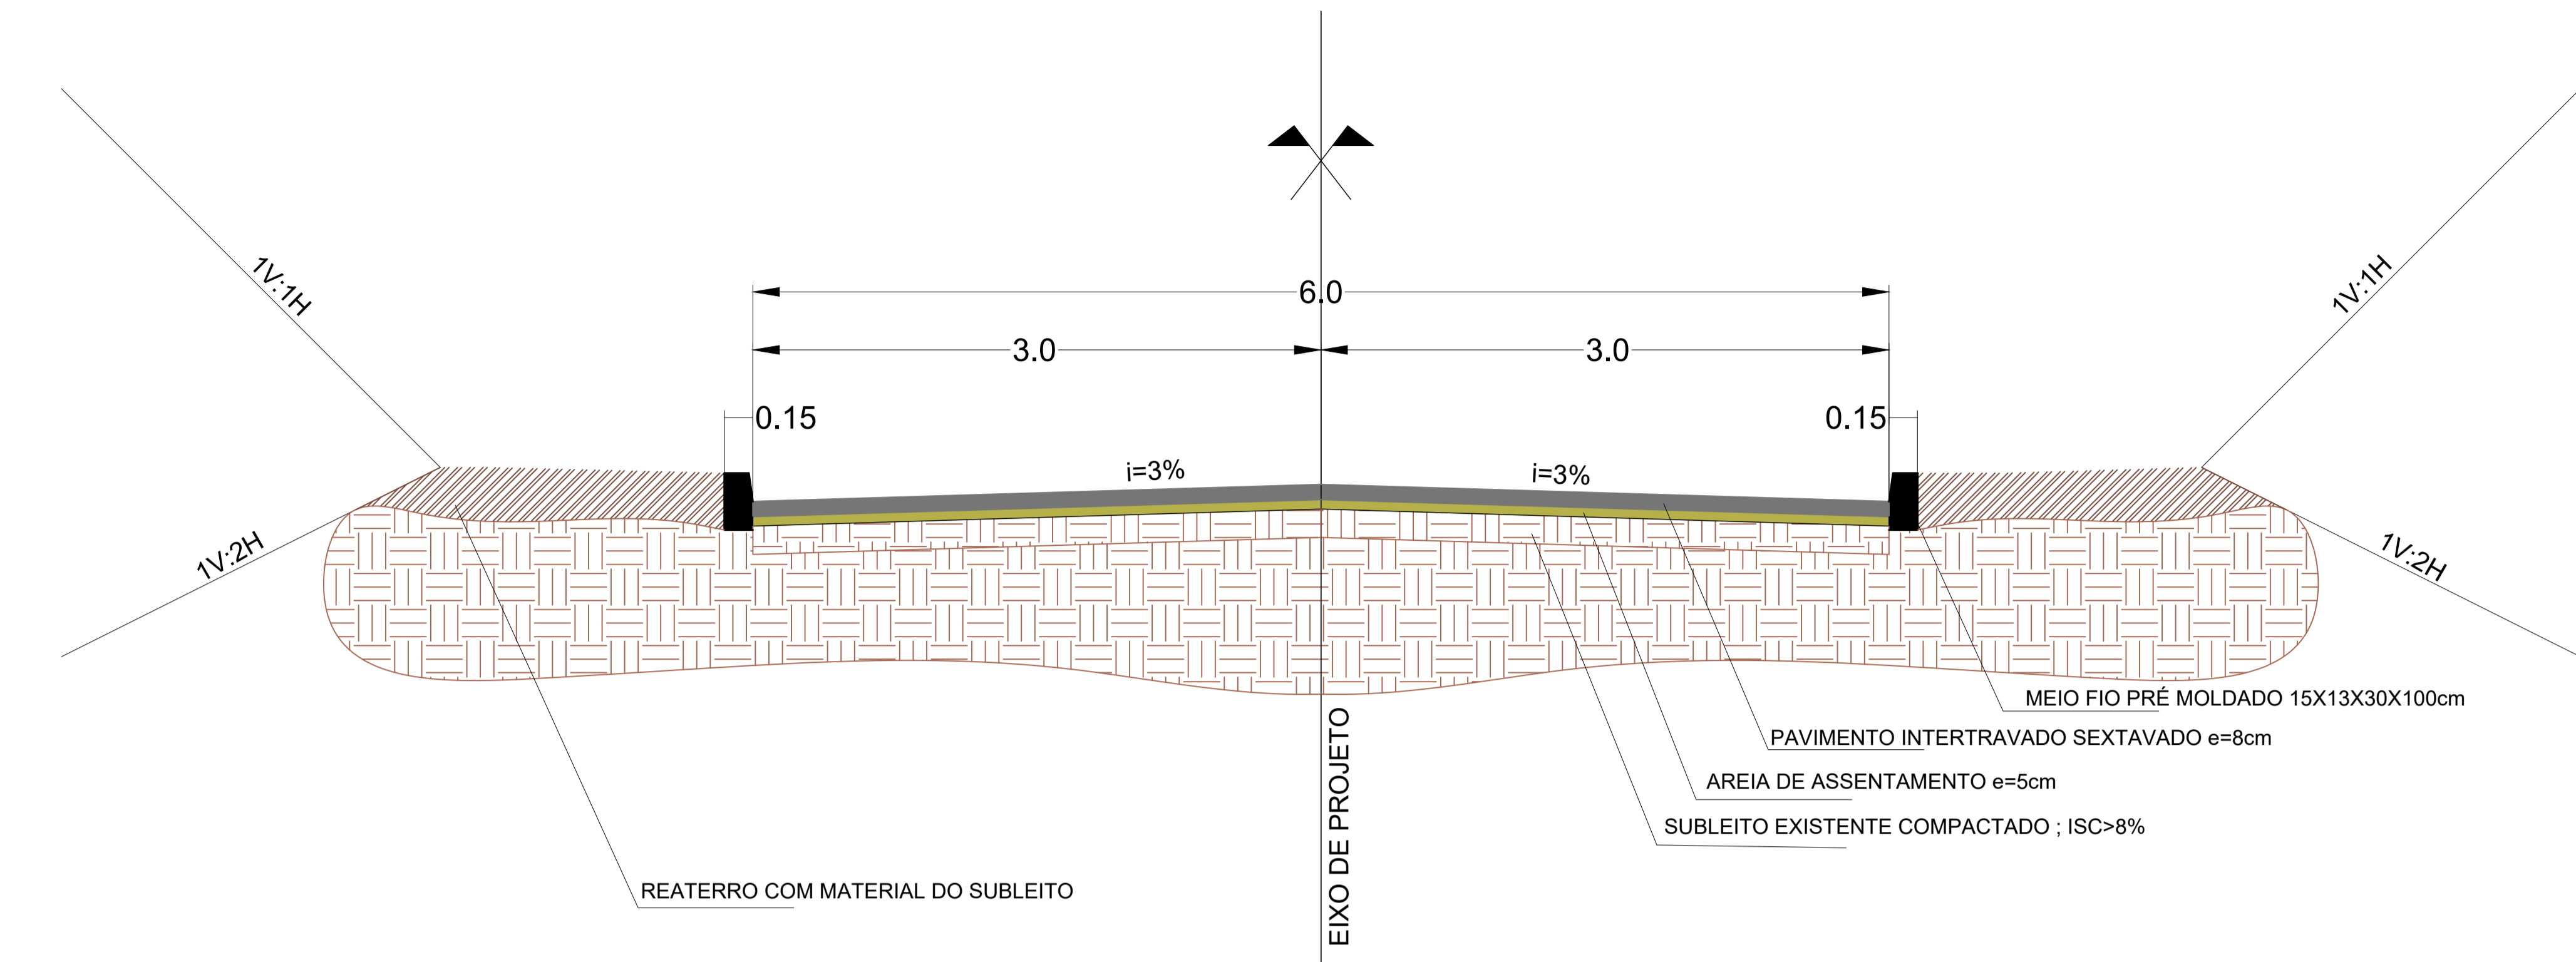 1V:1H
1V:1H
6.0
3.0
3.0
0.15
0.15
i=3%
i=3%
1V:2H
1V:2H
MEIO FIO PRÉ MOLDADO 15X13X30X100cm
PAVIMENTO INTERTRAVADO SEXTAVADO e=8cm
AREIA DE ASSENTAMENTO e=5cm
SUBLEITO EXISTENTE COMPACTADO ; ISC>8%
REATERRO COM MATERIAL DO SUBLEITO
EIXO DE PROJETO